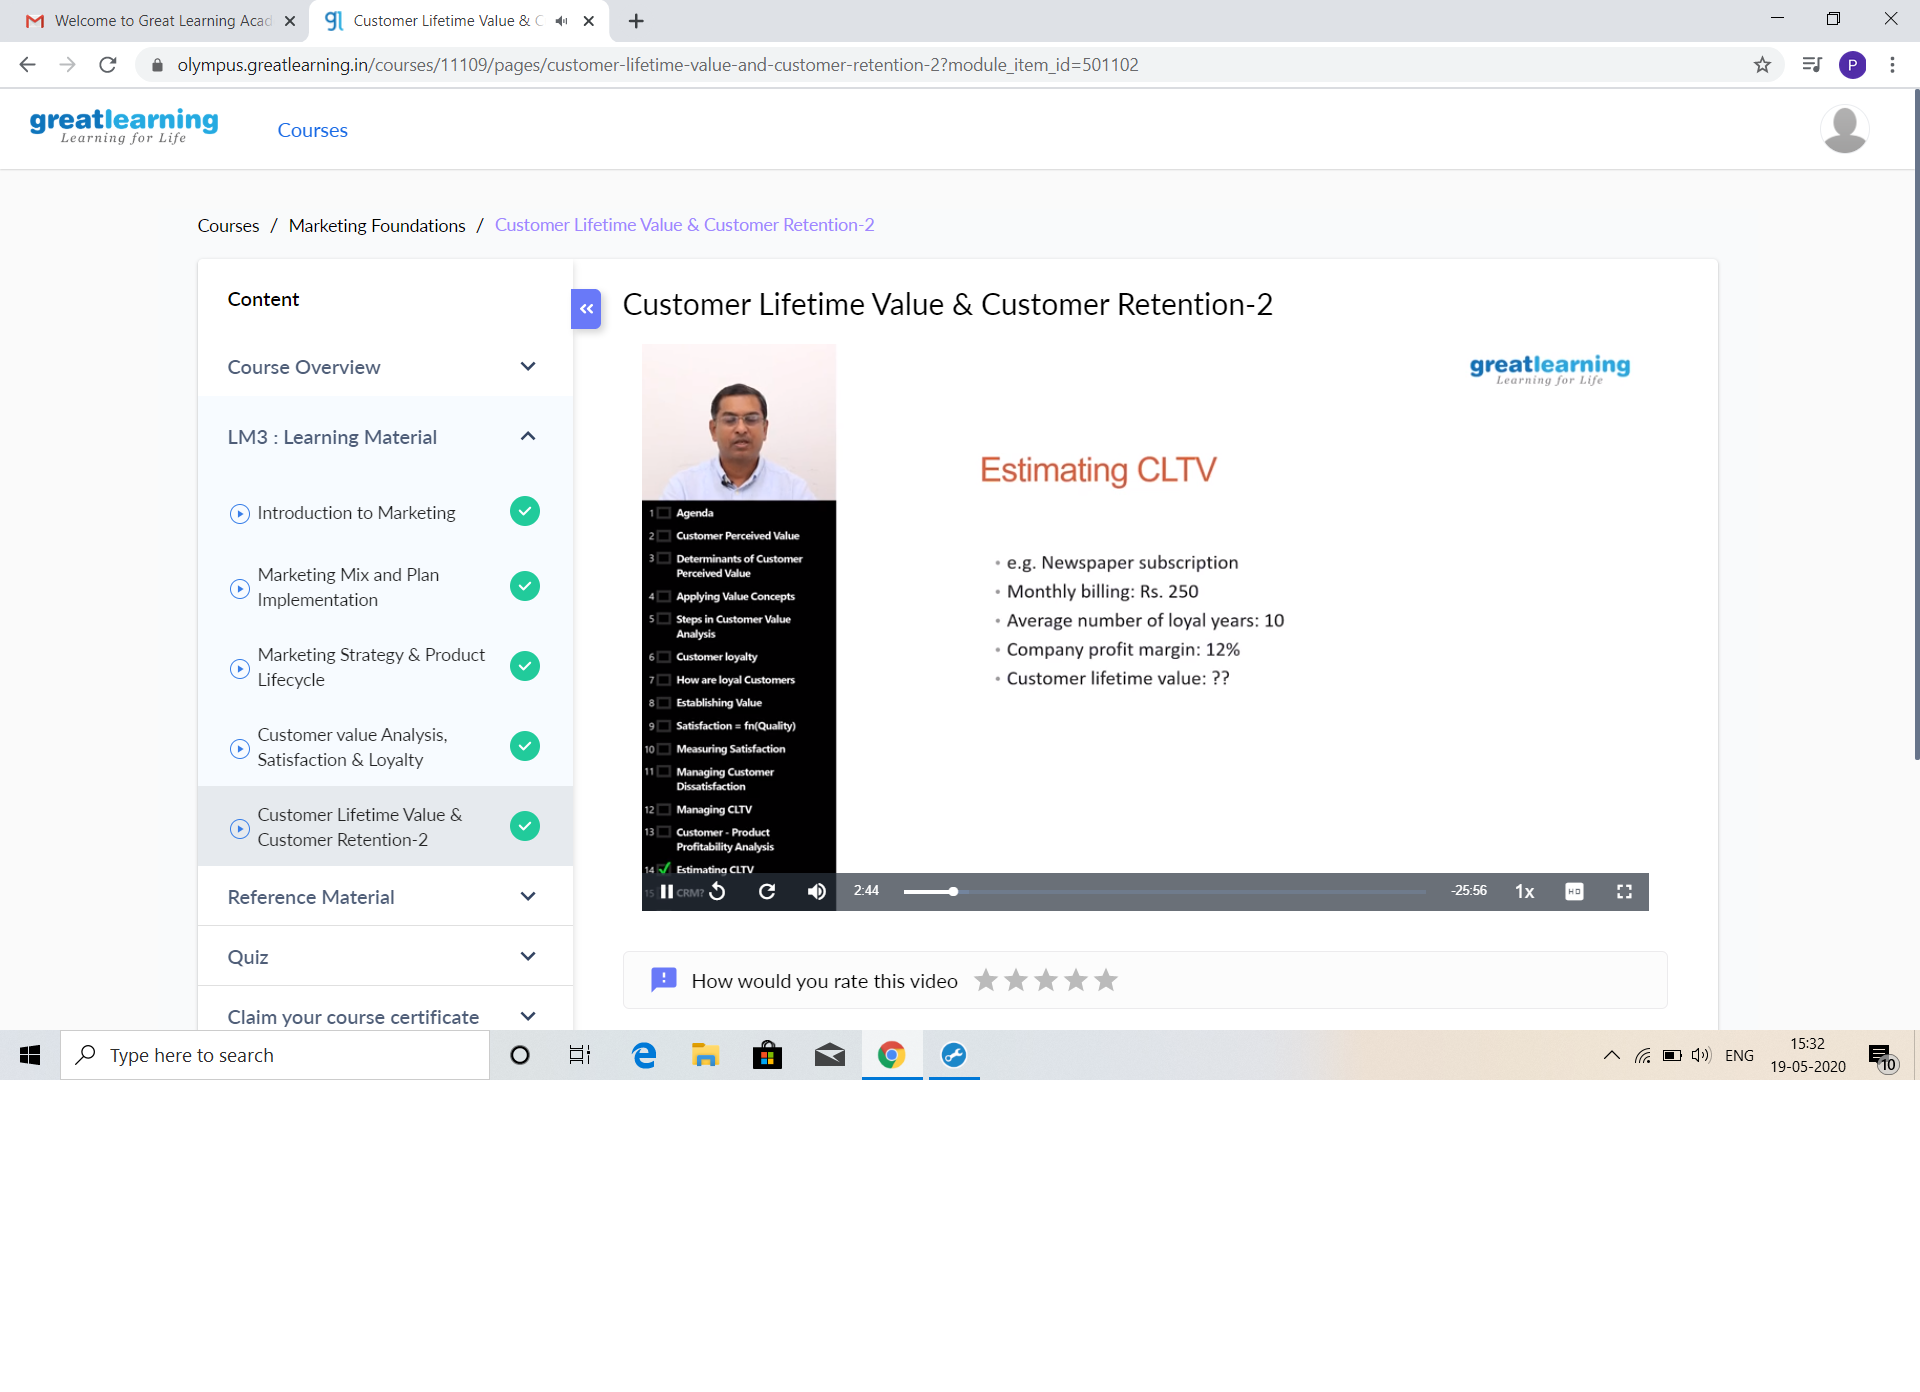 Welcome to Great Learning Acad
Customer Lifetime Value & C
olympus.greatlearning.in/courses/11109/pages/customer-lifetime-value-and-customer-retention-2?module_item_id=501102
P
greatlearning
Learning for Life
Courses
Courses / Marketing Foundations / Customer Lifetime Value & Customer Retention-2
Content
Course Overview
LM3 : Learning Material
Introduction to Marketing
Marketing Mix and Plan
Implementation
Marketing Strategy & Product
Lifecycle
Customer value Analysis,
Satisfaction & Loyalty
Customer Lifetime Value &
Customer Retention-2
Reference Material
Quiz
Claim your course certificate
Customer Lifetime Value & Customer Retention-2
1 Agenda
2 Customer Perceived Value
3 Determinants of Customer
Perceived Value
4 Applying Value Concepts
5 Steps in Customer Value
Analysis
6 Customer loyalty
7 How are loyal Customers
8 Establishing Value
9 Satisfaction = fn(Quality)
10 Measuring Satisfaction
11 Managing Customer
Dissatisfaction
12 Managing CLTV
13 Customer - Product
Profitability Analysis
14 Estimating CLTV
15 CRM?
greatlearning
Learning for Life
Estimating CLTV
• e.g. Newspaper subscription
• Monthly billing: Rs. 250
• Average number of loyal years: 10
• Company profit margin: 12%
• Customer lifetime value: ??
2:44
-25:56
1x
HD
How would you rate this video
Type here to search
ENG
15:32
19-05-2020
10